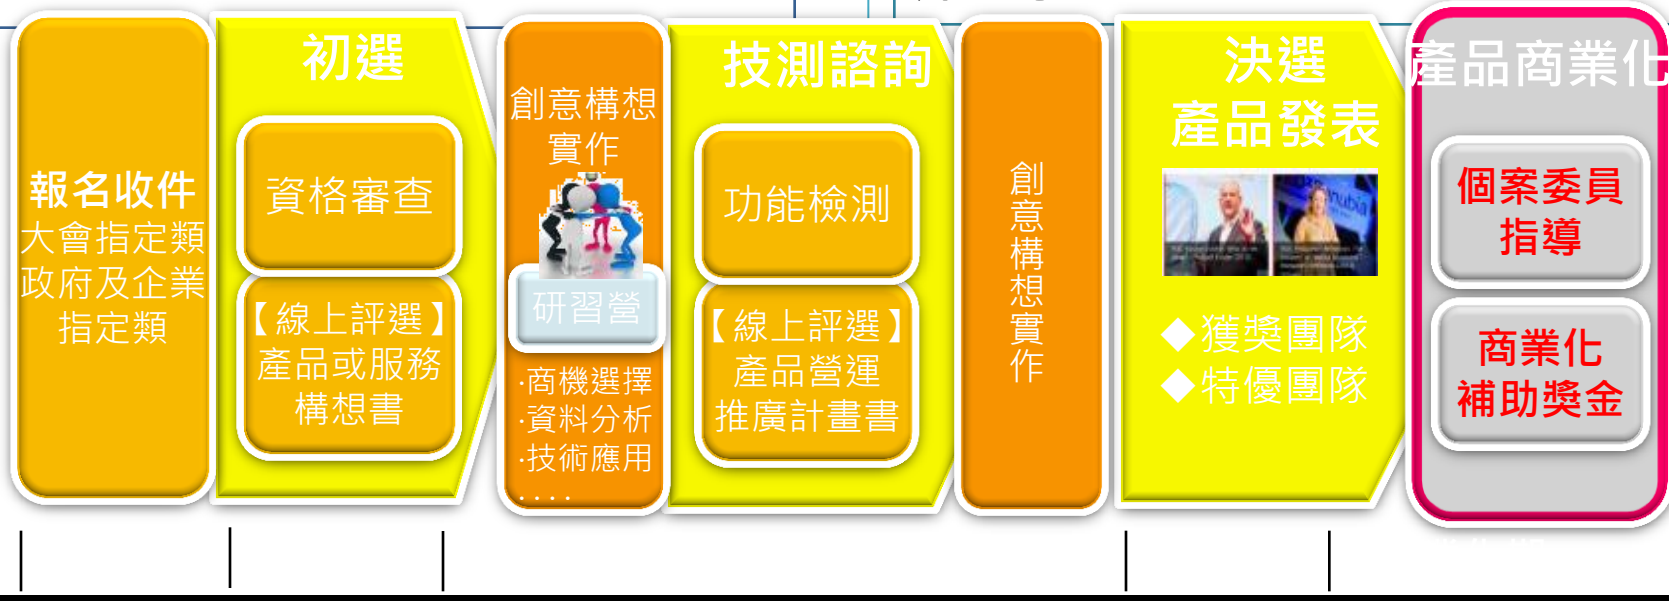 報名收件
大會指定類
政府及企業
指定類
初選
資格審查
【線上評選】
產品或服務
構想書
創意構想
實作
研習營
·商機選擇
·資料分析
·技術應用
....
技測諮詢
功能檢測
【線上評選】
產品營運
推廣計畫書
創意構想實作
決選
產品發表
◆獲獎團隊
◆特優團隊
產品商業化
個案委員
指導
商業化
補助獎金